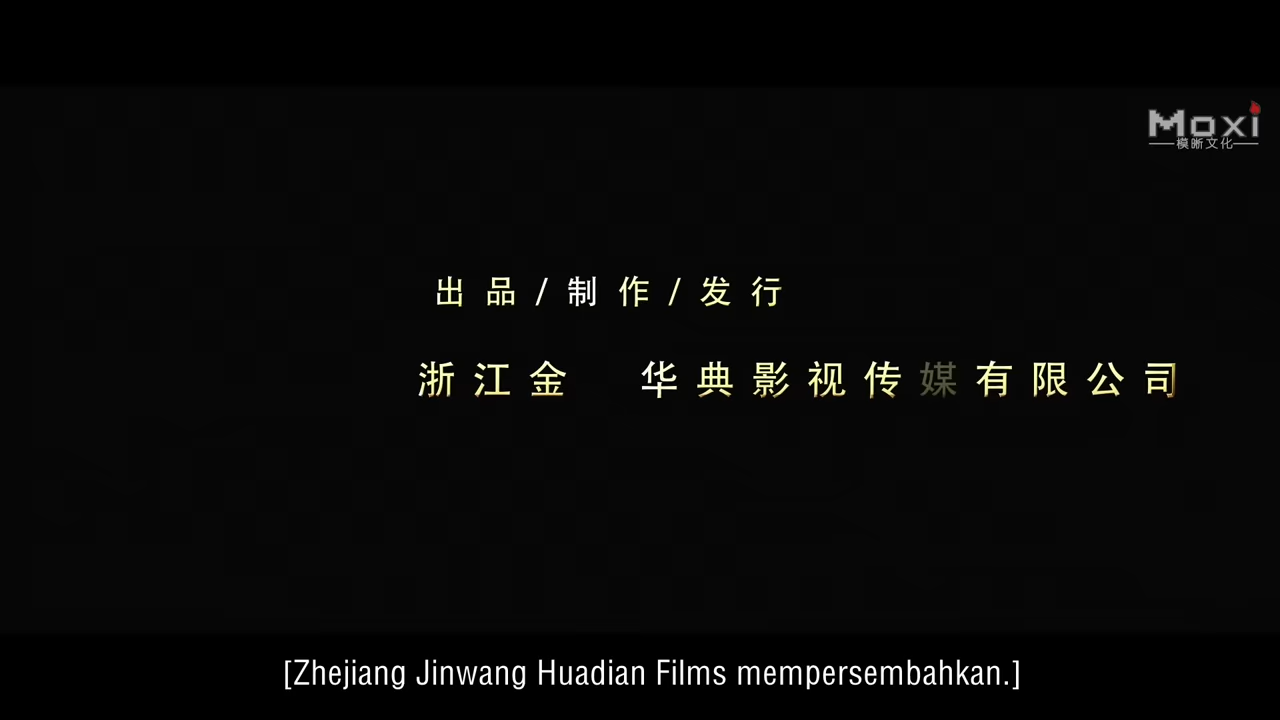 Moxi
模晰文化
出品/制作/发行
浙江金 华典影视传媒有限公司
[Zhejiang Jinwang Huadian Films mempersembahkan.]